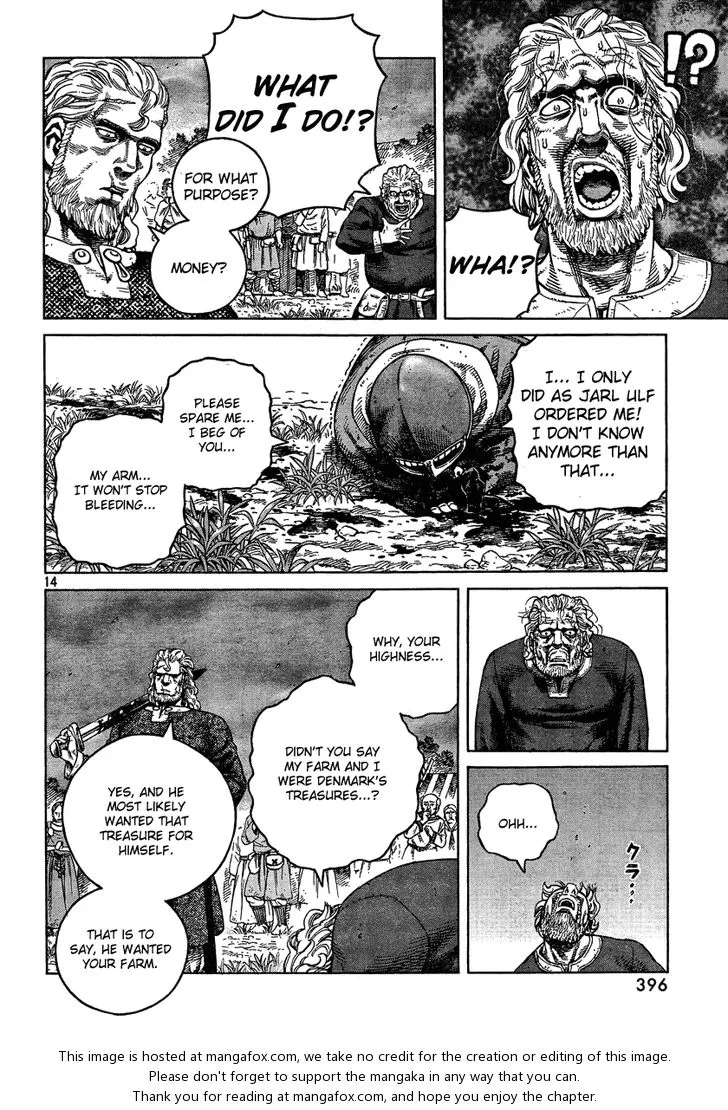 !?
WHA!?
WHAT
DID I DO!?
FOR WHAT
PURPOSE?
MONEY?
I... I ONLY
DID AS JARL ULF
ORDERED ME!
I DON'T KNOW
ANYMORE THAN
THAT...
PLEASE
SPARE ME...
I BEG OF
YOU...
MY ARM...
IT WON'T STOP
BLEEDING...
14
OHH...
クラ...
WHY, YOUR
HIGHNESS...
DIDN'T YOU SAY
MY FARM AND I
WERE DENMARK'S
TREASURES...?
YES, AND HE
MOST LIKELY
WANTED THAT
TREASURE FOR
HIMSELF.
THAT IS TO
SAY, HE WANTED
YOUR FARM.
396
This image is hosted at mangafox.com, we take no credit for the creation or editing of this image.
Please don't forget to support the mangaka in any way that you can.
Thank you for reading at mangafox.com, and hope you enjoy the chapter.